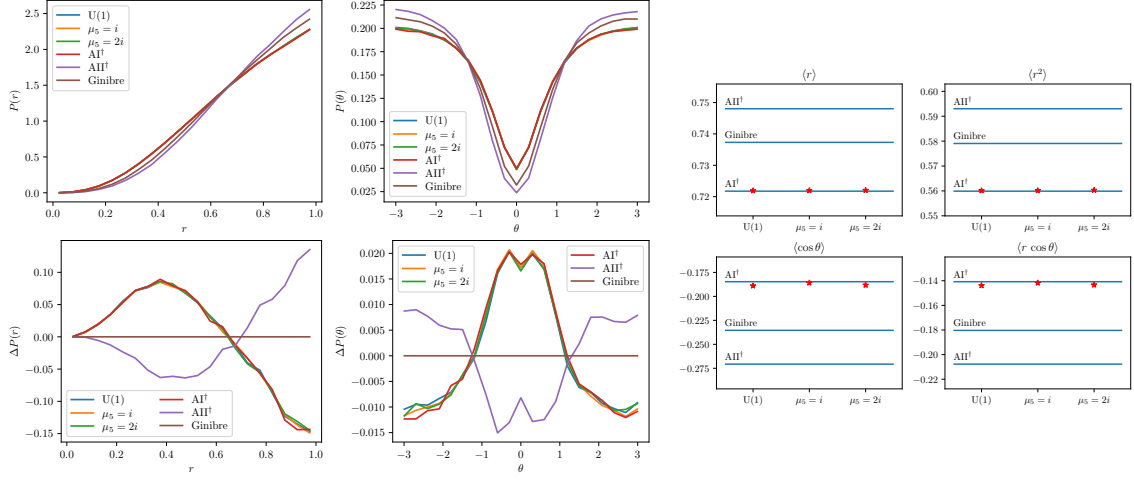 U(1)
μ₅ = i
μ₅ = 2i
AI†
AII†
Ginibre
P(r)
2.5
2.0
1.5
1.0
0.5
0.0
0.0 0.2 0.4 0.6 0.8 1.0
r
P(θ)
0.200
0.175
0.150
0.125
0.100
0.075
0.050
0.025
U(1)
μ₅ = i
μ₅ = 2i
AI†
AII†
Ginibre
−3 −2 −1 0 1 2 3
θ
⟨r⟩
0.75
0.74
0.73
0.72
AII†
Ginibre
AI†
U(1) μ₅ = i μ₅ = 2i
⟨r²⟩
0.60
0.59
0.58
0.57
0.56
0.55
AII†
Ginibre
AI†
U(1) μ₅ = i μ₅ = 2i
ΔP(r)
0.10
0.05
0.00
−0.05
−0.10
−0.15
U(1) AI†
μ₅ = i AII†
μ₅ = 2i Ginibre
0.0 0.2 0.4 0.6 0.8 1.0
r
ΔP(θ)
0.020
0.015
0.010
0.005
0.000
−0.005
−0.010
−0.015
U(1) AI†
μ₅ = i AII†
μ₅ = 2i Ginibre
−3 −2 −1 0 1 2 3
θ
⟨cos θ⟩
−0.175
−0.200
−0.225
−0.250
−0.275
AI†
Ginibre
AII†
U(1) μ₅ = i μ₅ = 2i
⟨r cos θ⟩
−0.14
−0.16
−0.18
−0.20
−0.22
AI†
Ginibre
AII†
U(1) μ₅ = i μ₅ = 2i